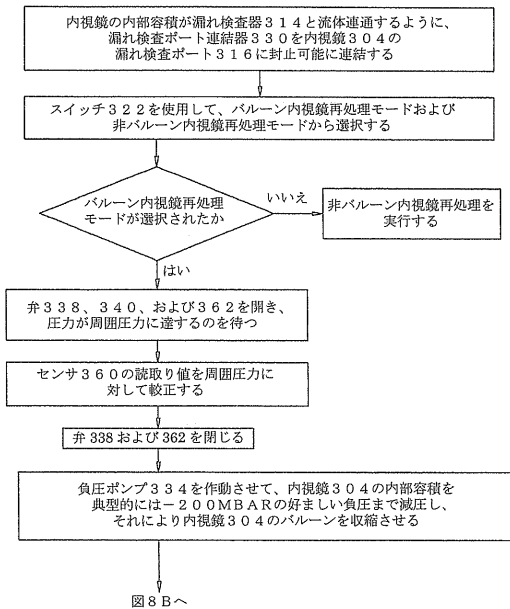 内視鏡の内部容積が漏れ検査器３１４と流体連通するように、
漏れ検査ポート連結器３３０を内視鏡３０４の
漏れ検査ポート３１６に封止可能に連結する
スイッチ３２２を使用して、バルーン内視鏡再処理モードおよび
非バルーン内視鏡再処理モードから選択する
バルーン内視鏡再処理
モードが選択されたか
いいえ
非バルーン内視鏡再処理を
実行する
はい
弁３３８、３４０、および３６２を開き、
圧力が周囲圧力に達するのを待つ
センサ３６０の読取り値を周囲圧力に
対して較正する
弁338および362を閉じる
負圧ポンプ３３４を作動させて、内視鏡３０４の内部容積を
典型的には－２００ＭＢＡＲの好ましい負圧まで減圧し、
それにより内視鏡３０４のバルーンを収縮させる
図８Ｂへ